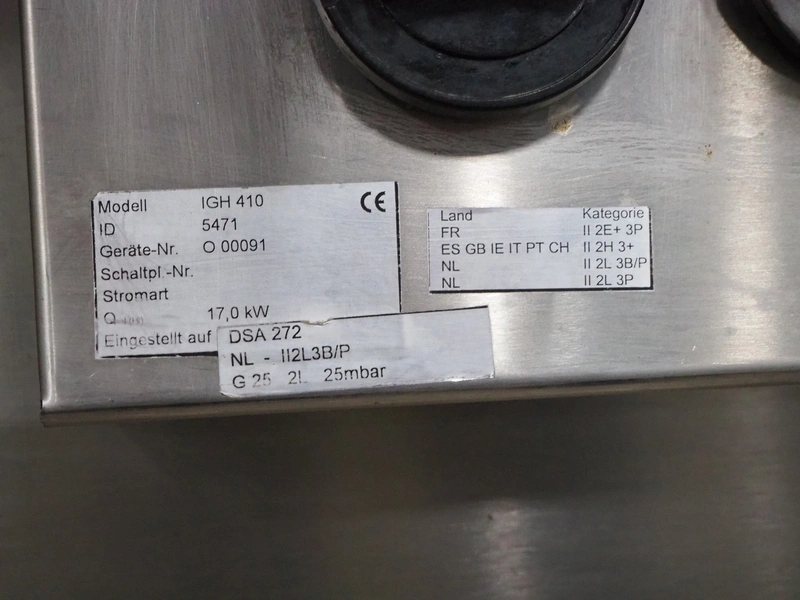 Modell IGH 410 CE
ID 5471
Geräte-Nr. O 00091
Schaltpl.-Nr.
Stromart
Q 17,0 kW
Eingestellt auf
DSA 272
NL - II2L3B/P
G 25 2L 25mbar
Land Kategorie
FR II 2E+ 3P
ES GB IE IT PT CH II 2H 3+
NL II 2L 3B/P
NL II 2L 3P